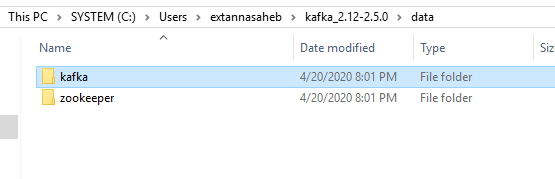 This PC > SYSTEM (C:) > Users > extannasaheb > kafka_2.12-2.5.0 > data
Name Date modified Type
kafka 4/20/2020 8:01 PM File folder
zookeeper 4/20/2020 8:01 PM File folder